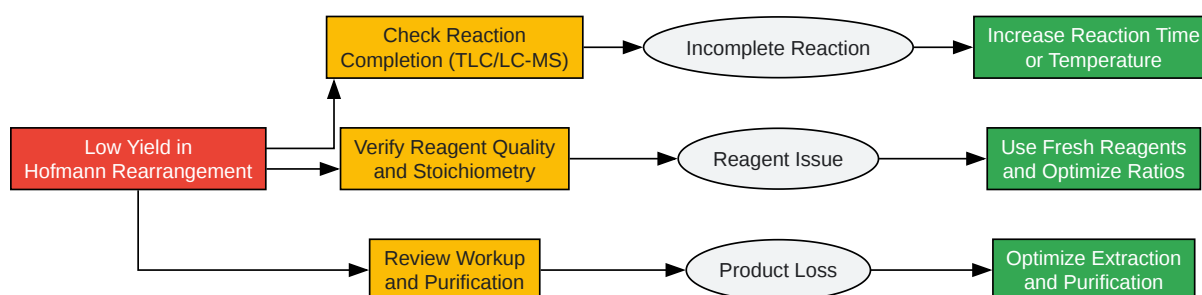 Check Reaction
Completion (TLC/LC-MS)
Incomplete Reaction
Increase Reaction Time
or Temperature
Low Yield in
Hofmann Rearrangement
Verify Reagent Quality
and Stoichiometry
Reagent Issue
Use Fresh Reagents
and Optimize Ratios
Review Workup
and Purification
Product Loss
Optimize Extraction
and Purification